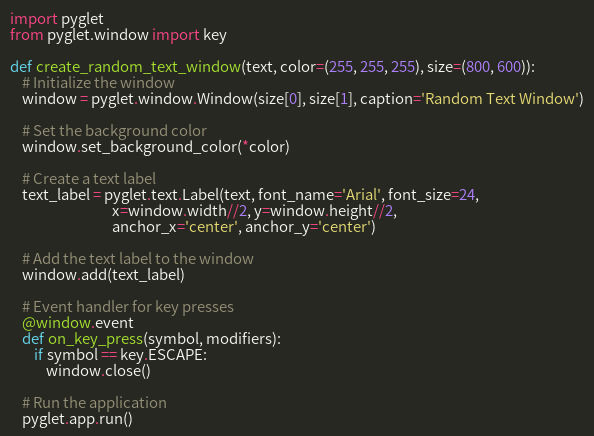 import pyglet
from pyglet.window import key

def create_random_text_window(text, color=(255, 255, 255), size=(800, 600)):
    # Initialize the window
    window = pyglet.window.Window(size[0], size[1], caption='Random Text Window')

    # Set the background color
    window.set_background_color(*color)

    # Create a text label
    text_label = pyglet.text.Label(text, font_name='Arial', font_size=24,
                                   x=window.width//2, y=window.height//2,
                                   anchor_x='center', anchor_y='center')

    # Add the text label to the window
    window.add(text_label)

    # Event handler for key presses
    @window.event
    def on_key_press(symbol, modifiers):
        if symbol == key.ESCAPE:
            window.close()

    # Run the application
    pyglet.app.run()